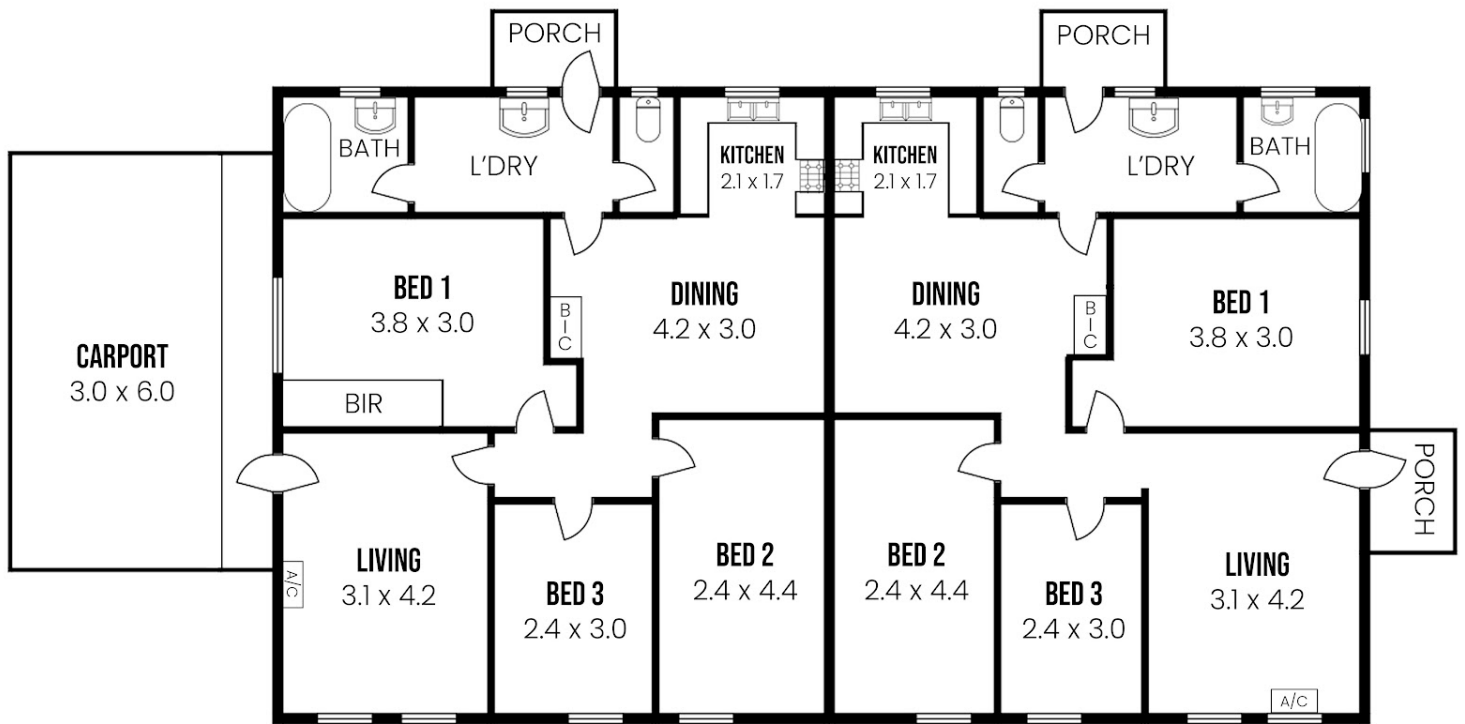 PORCH
PORCH
BATH
L'DRY
KITCHEN
2.1 x 1.7
KITCHEN
2.1 x 1.7
L'DRY
BATH
BED 1
3.8 x 3.0
BIC
DINING
4.2 x 3.0
DINING
4.2 x 3.0
BIC
BED 1
3.8 x 3.0
CARPORT
3.0 x 6.0
BIR
PORCH
LIVING
3.1 x 4.2
A/C
BED 3
2.4 x 3.0
BED 2
2.4 x 4.4
BED 2
2.4 x 4.4
BED 3
2.4 x 3.0
LIVING
3.1 x 4.2
A/C